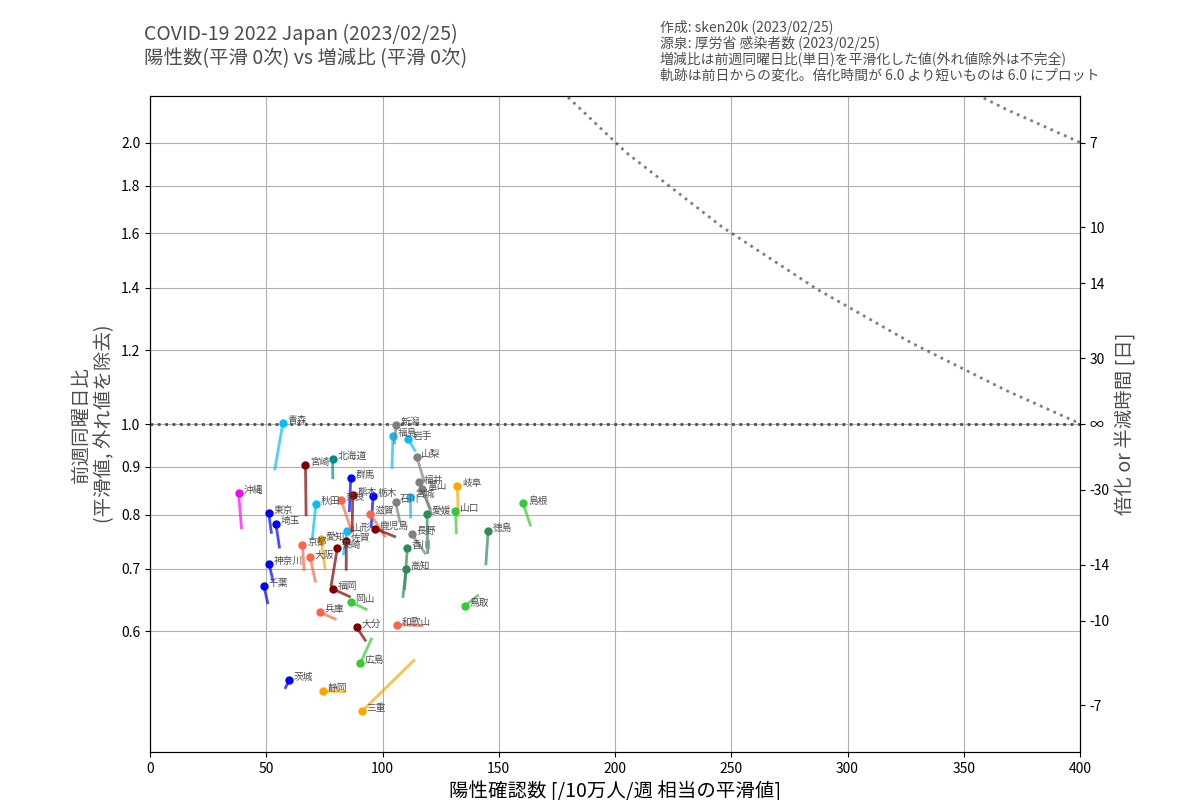 COVID-19 2022 Japan (2023/02/25)
陽性数(平滑 0次) vs 増減比 (平滑 0次)
作成: sken20k (2023/02/25)
源泉: 厚労省 感染者数 (2023/02/25)
増減比は前週同曜日比(単日)を平滑化した値(外れ値除外は不完全)
軌跡は前日からの変化。倍化時間が 6.0 より短いものは 6.0 にプロット
前週同曜日比
(平滑値, 外れ値を除去)
2.0
1.8
1.6
1.4
1.2
1.0
0.9
0.8
0.7
0.6
7
10
14
30
∞
-30
-14
-10
-7
倍化 or 半減時間 [日]
青森
新潟
福島
岩手
山梨
宮崎
北海道
群馬
福井
富山
宮城
岐阜
沖縄
熊本
栃木
石川
島根
秋田
東京
埼玉
滋賀
愛媛
山口
山形
鹿児島
長野
徳島
愛知
佐賀
京都
香川
大阪
神奈川
高知
千葉
福岡
岡山
鳥取
兵庫
和歌山
大分
広島
茨城
静岡
三重
0
50
100
150
200
250
300
350
400
陽性確認数 [/10万人/週 相当の平滑値]